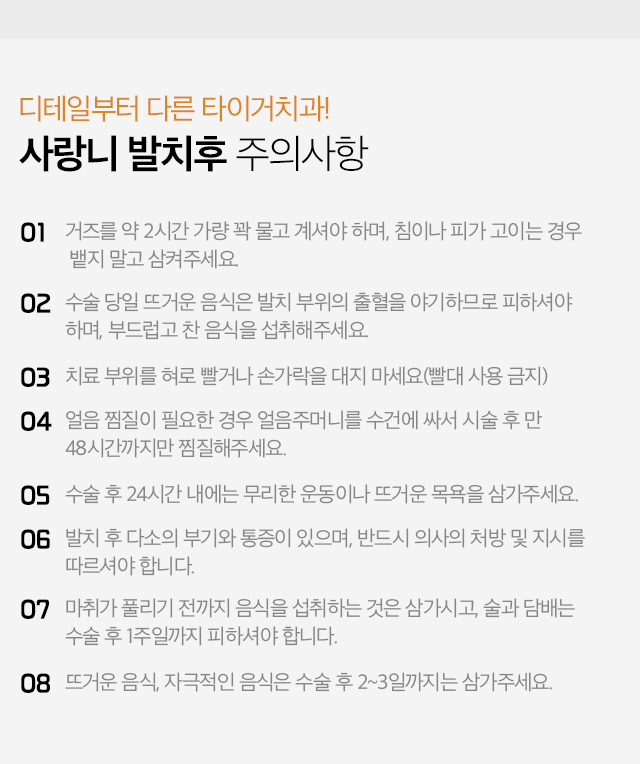 디테일부터 다른 타이거치과!
사랑니 발치후 주의사항
01 거즈를 약 2시간 가량 꽉 물고 계셔야 하며, 침이나 피가 고이는 경우
뱉지 말고 삼켜주세요.
02 수술 당일 뜨거운 음식은 발치 부위의 출혈을 야기하므로 피하셔야
하며, 부드럽고 찬 음식을 섭취해주세요.
03 치료 부위를 혀로 빨거나 손가락을 대지 마세요(빨대 사용 금지)
04 얼음 찜질이 필요한 경우 얼음주머니를 수건에 싸서 시술 후 만
48시간까지만 찜질해주세요.
05 수술 후 24시간 내에는 무리한 운동이나 뜨거운 목욕을 삼가주세요.
06 발치 후 다소의 부기와 통증이 있으며, 반드시 의사의 처방 및 지시를
따르셔야 합니다.
07 마취가 풀리기 전까지 음식을 섭취하는 것은 삼가시고, 술과 담배는
수술 후 1주일까지 피하셔야 합니다.
08 뜨거운 음식, 자극적인 음식은 수술 후 2~3일까지는 삼가주세요.